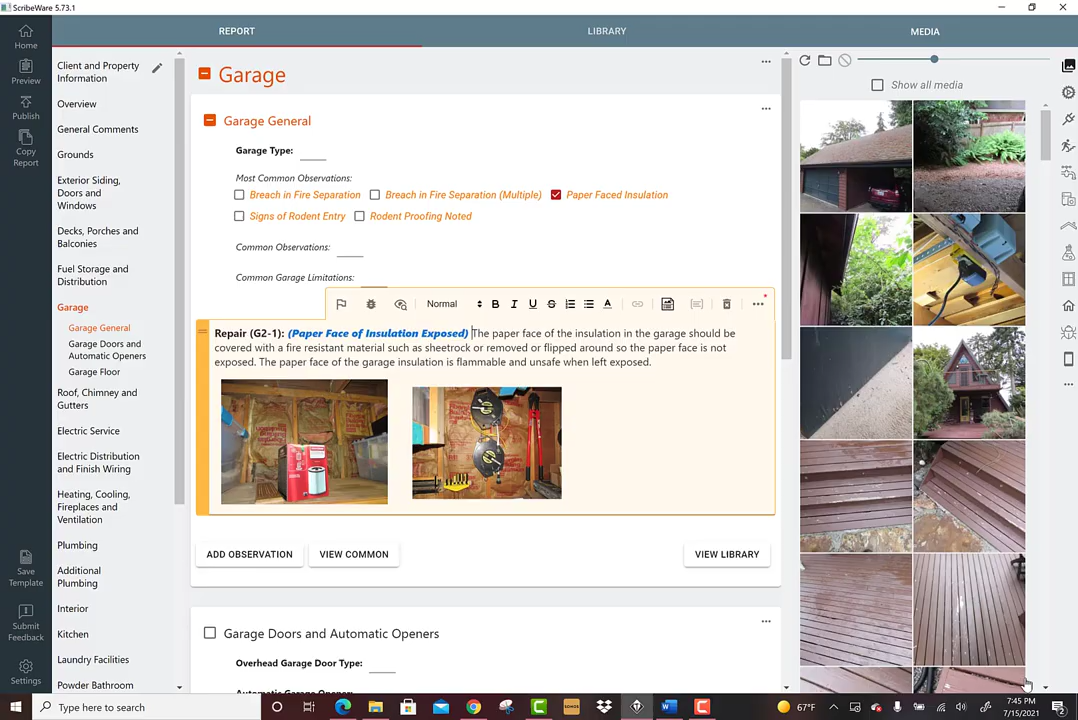 ScribeWare 5.73.1
Home
Preview
Publish
Copy
Report
Save
Template
Submit
Feedback
Settings
Client and Property
Information
Overview
General Comments
Grounds
Exterior Siding,
Doors and
Windows
Decks, Porches and
Balconies
Fuel Storage and
Distribution
Garage
Garage General
Garage Doors and
Automatic Openers
Garage Floor
Roof, Chimney and
Gutters
Electric Service
Electric Distribution
and Finish Wiring
Heating, Cooling,
Fireplaces and
Ventilation
Plumbing
Additional
Plumbing
Interior
Kitchen
Laundry Facilities
Powder Bathroom
REPORT
LIBRARY
MEDIA
Garage
Garage General
Garage Type:
Most Common Observations:
Breach in Fire Separation
Breach in Fire Separation (Multiple)
Paper Faced Insulation
Signs of Rodent Entry
Rodent Proofing Noted
Common Observations:
Common Garage Limitations:
Normal
B I U S A
Repair (G2-1): (Paper Face of Insulation Exposed) The paper face of the insulation in the garage should be
covered with a fire resistant material such as sheetrock or removed or flipped around so the paper face is not
exposed. The paper face of the garage insulation is flammable and unsafe when left exposed.
ADD OBSERVATION
VIEW COMMON
VIEW LIBRARY
Garage Doors and Automatic Openers
Overhead Garage Door Type:
Show all media
Type here to search
67°F
7:45 PM
7/15/2021
2